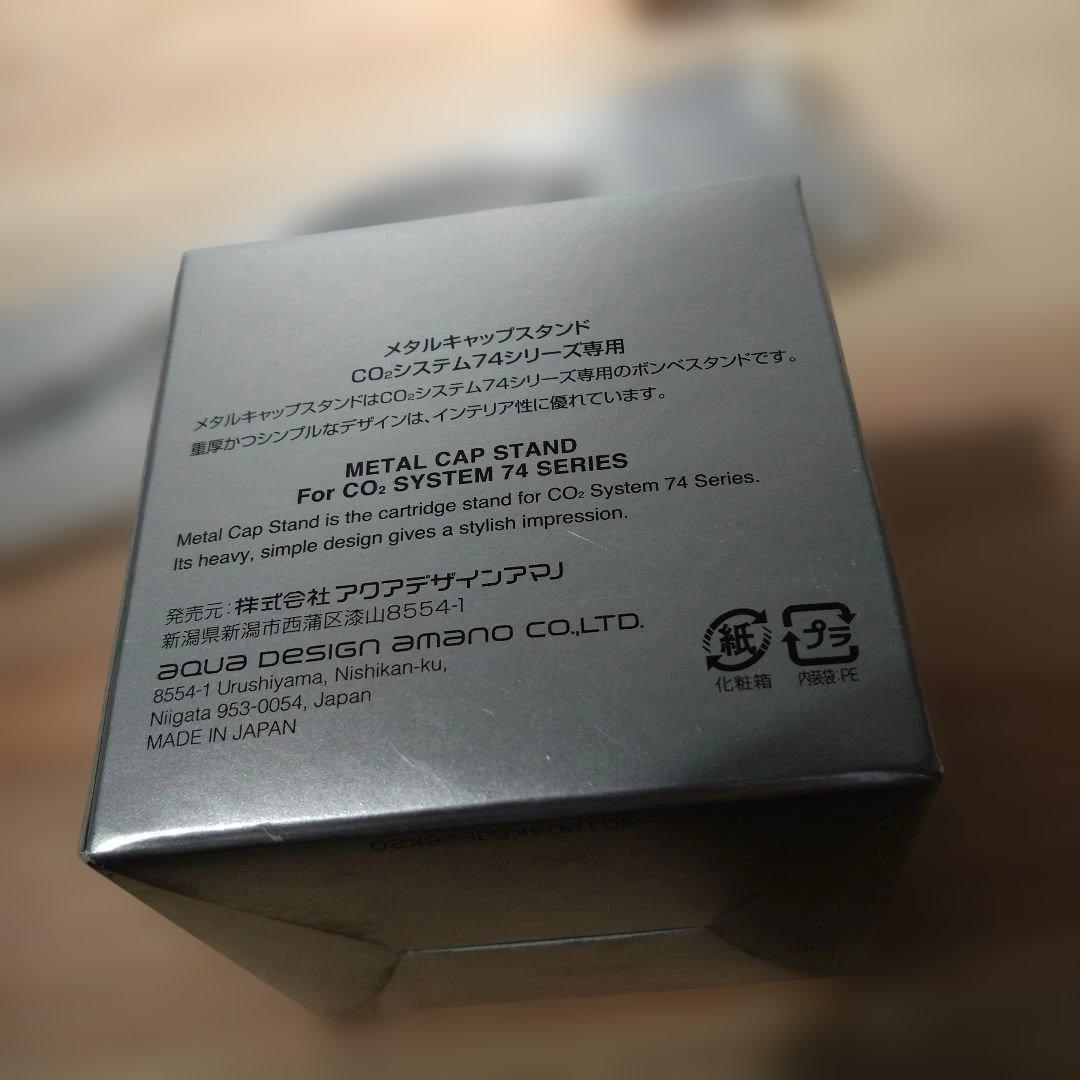 メタルキャップスタンド
CO₂システム74シリーズ専用
メタルキャップスタンドはCO₂システム74シリーズ専用のボンベスタンドです。
重厚かつシンプルなデザインは、インテリア性に優れています。
METAL CAP STAND
For CO₂ SYSTEM 74 SERIES
Metal Cap Stand is the cartridge stand for CO₂ System 74 Series.
Its heavy, simple design gives a stylish impression.
発売元:株式会社アクアデザインアマノ
新潟県新潟市西蒲区漆山8554-1
AQUA DESIGN AMANO CO.,LTD.
8554-1 Urushiyama, Nishikan-ku,
Niigata 953-0054, Japan
MADE IN JAPAN
紙
化粧箱
プラ
内装袋:PE